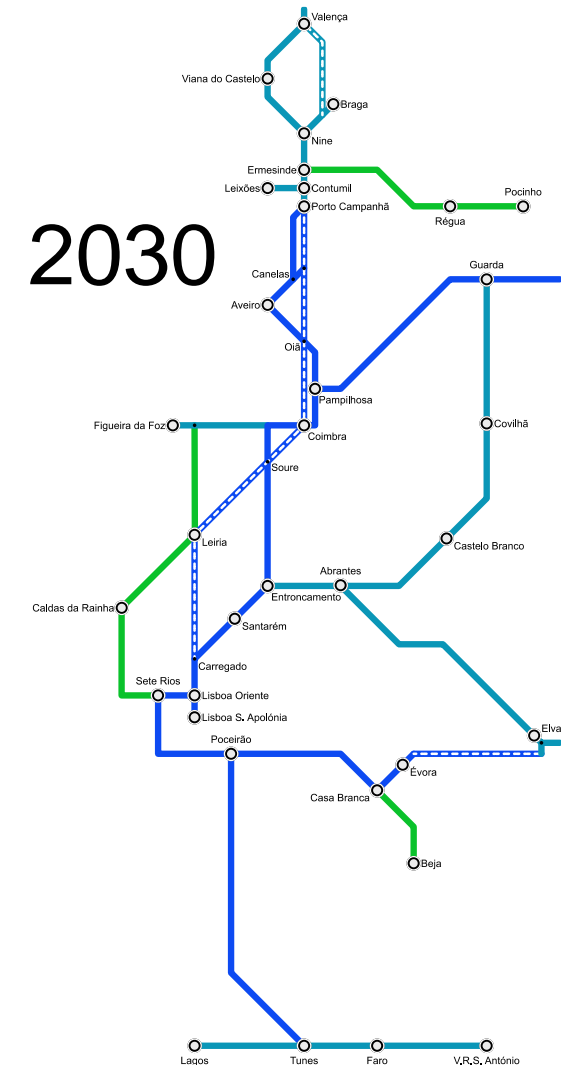 Valença
Viana do Castelo
Braga
Nine
Ermesinde
Leixões
Contumil
Pocinho
Porto Campanhã
Régua
2030
Guarda
Canelas
Aveiro
Oiã
Pampilhosa
Figueira da Foz
Coimbra
Covilhã
Soure
Leiria
Castelo Branco
Abrantes
Entroncamento
Caldas da Rainha
Santarém
Carregado
Sete Rios
Lisboa Oriente
Lisboa S. Apolónia
Elva
Poceirão
Évora
Casa Branca
Beja
Lagos
Tunes
Faro
V.R.S. António